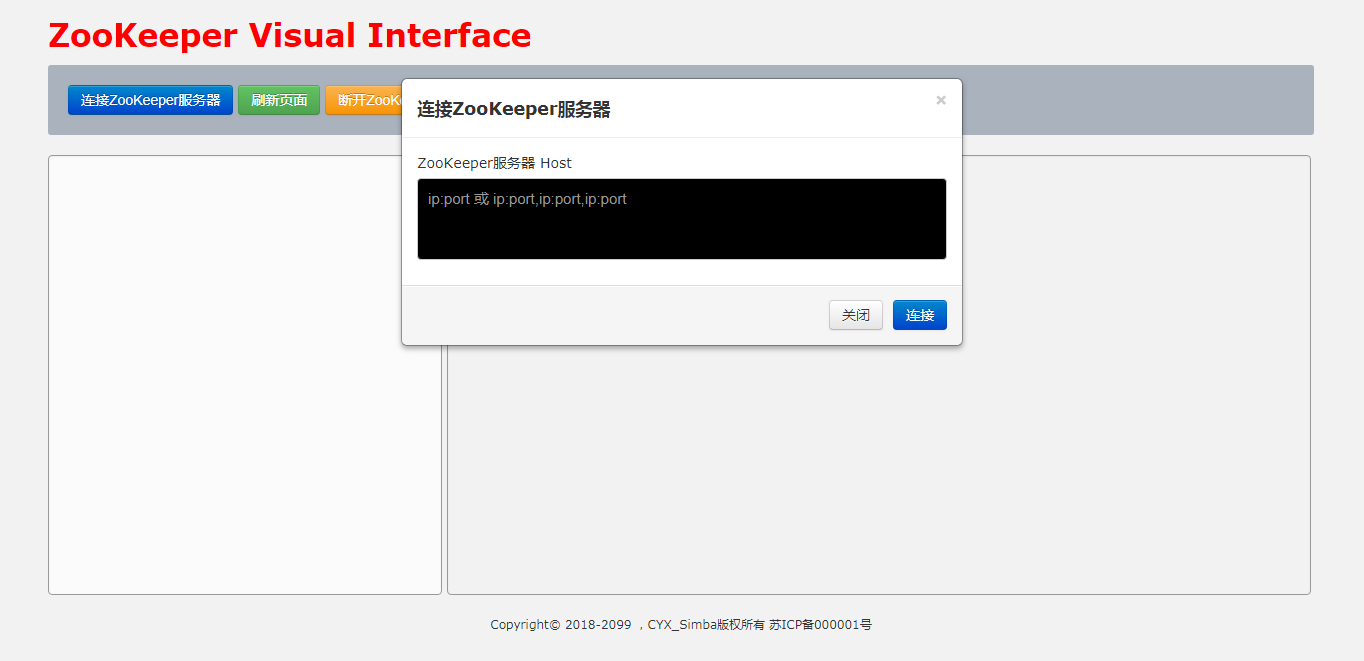 ZooKeeper Visual Interface
连接ZooKeeper服务器 刷新页面
断开ZooK
连接ZooKeeper服务器
×
ZooKeeper服务器 Host
ip:port 或 ip:port,ip:port,ip:port
关闭 连接
Copyright© 2018-2099 ，CYX_Simba版权所有 苏ICP备000001号